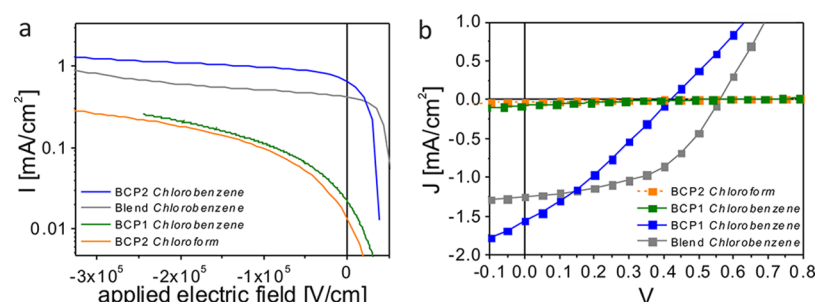 a
I [mA/cm²]
1
0.1
0.01
BCP2 Chlorobenzene
Blend Chlorobenzene
BCP1 Chlorobenzene
BCP2 Chloroform
-3x10⁵
-2x10⁵
-1x10⁵
0
applied electric field [V/cm]
b
J [mA/cm²]
1.0
0.5
0.0
-0.5
-1.0
-1.5
-2.0
BCP2 Chloroform
BCP1 Chlorobenzene
BCP1 Chlorobenzene
Blend Chlorobenzene
-0.1 0.0 0.1 0.2 0.3 0.4 0.5 0.6 0.7 0.8
V